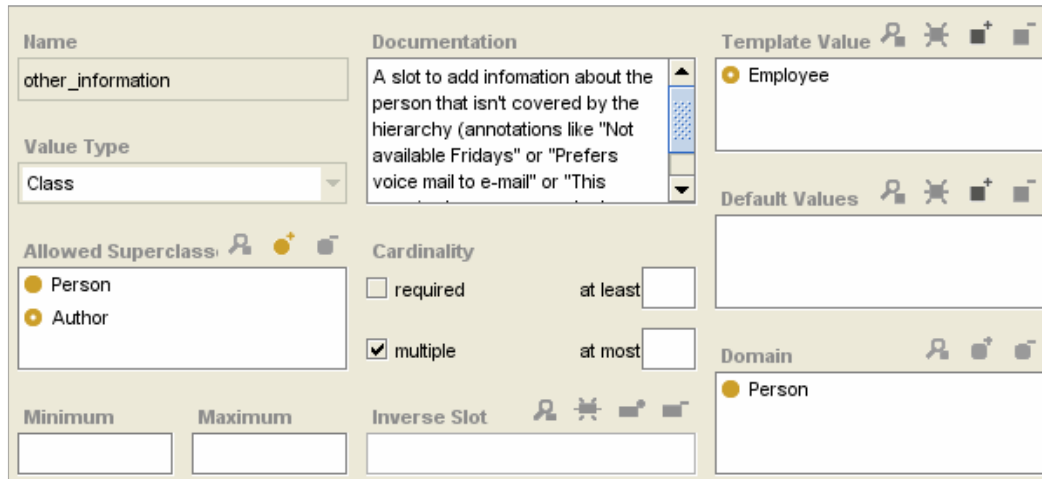 Name
other_information
Value Type
Class
Allowed Superclass
Person
Author
Minimum
Maximum
Documentation
A slot to add infomation about the
person that isn't covered by the
hierarchy (annotations like "Not
available Fridays" or "Prefers
voice mail to e-mail" or "This
Cardinality
required
at least
multiple
at most
Inverse Slot
Template Value
Employee
Default Values
Domain
Person